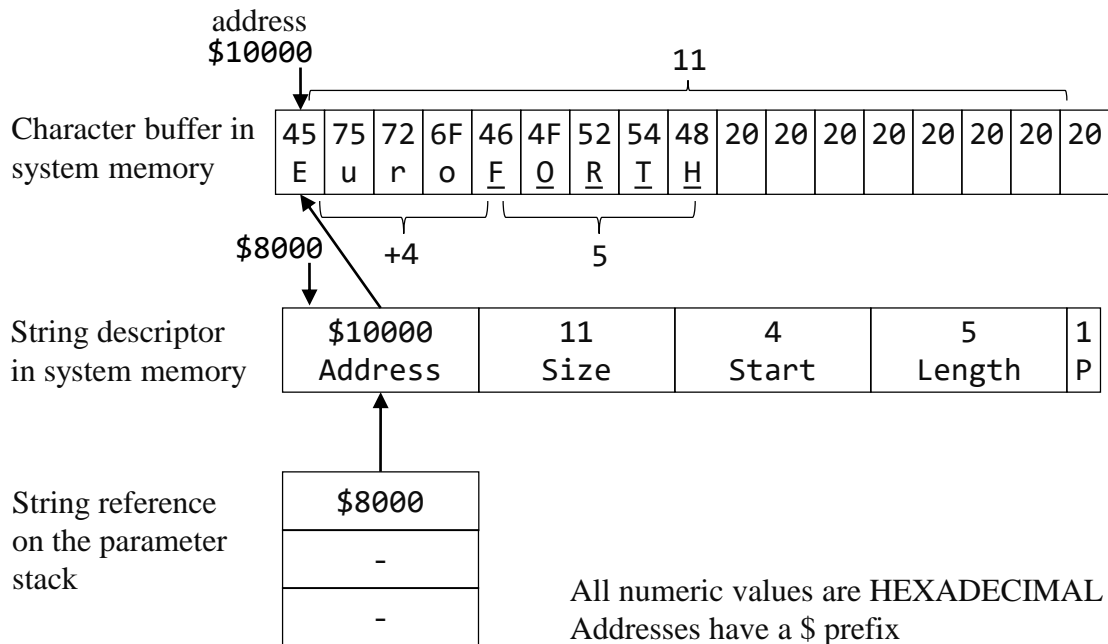 address
$10000
11
Character buffer in
system memory
45 75 72 6F 46 4F 52 54 48 20 20 20 20 20 20 20 20
E u r o F O R T H
+4
5
$8000
String descriptor
in system memory
$10000 11 4 5 1
Address Size Start Length P
String reference
on the parameter
stack
$8000
-
-
All numeric values are HEXADECIMAL
Addresses have a $ prefix